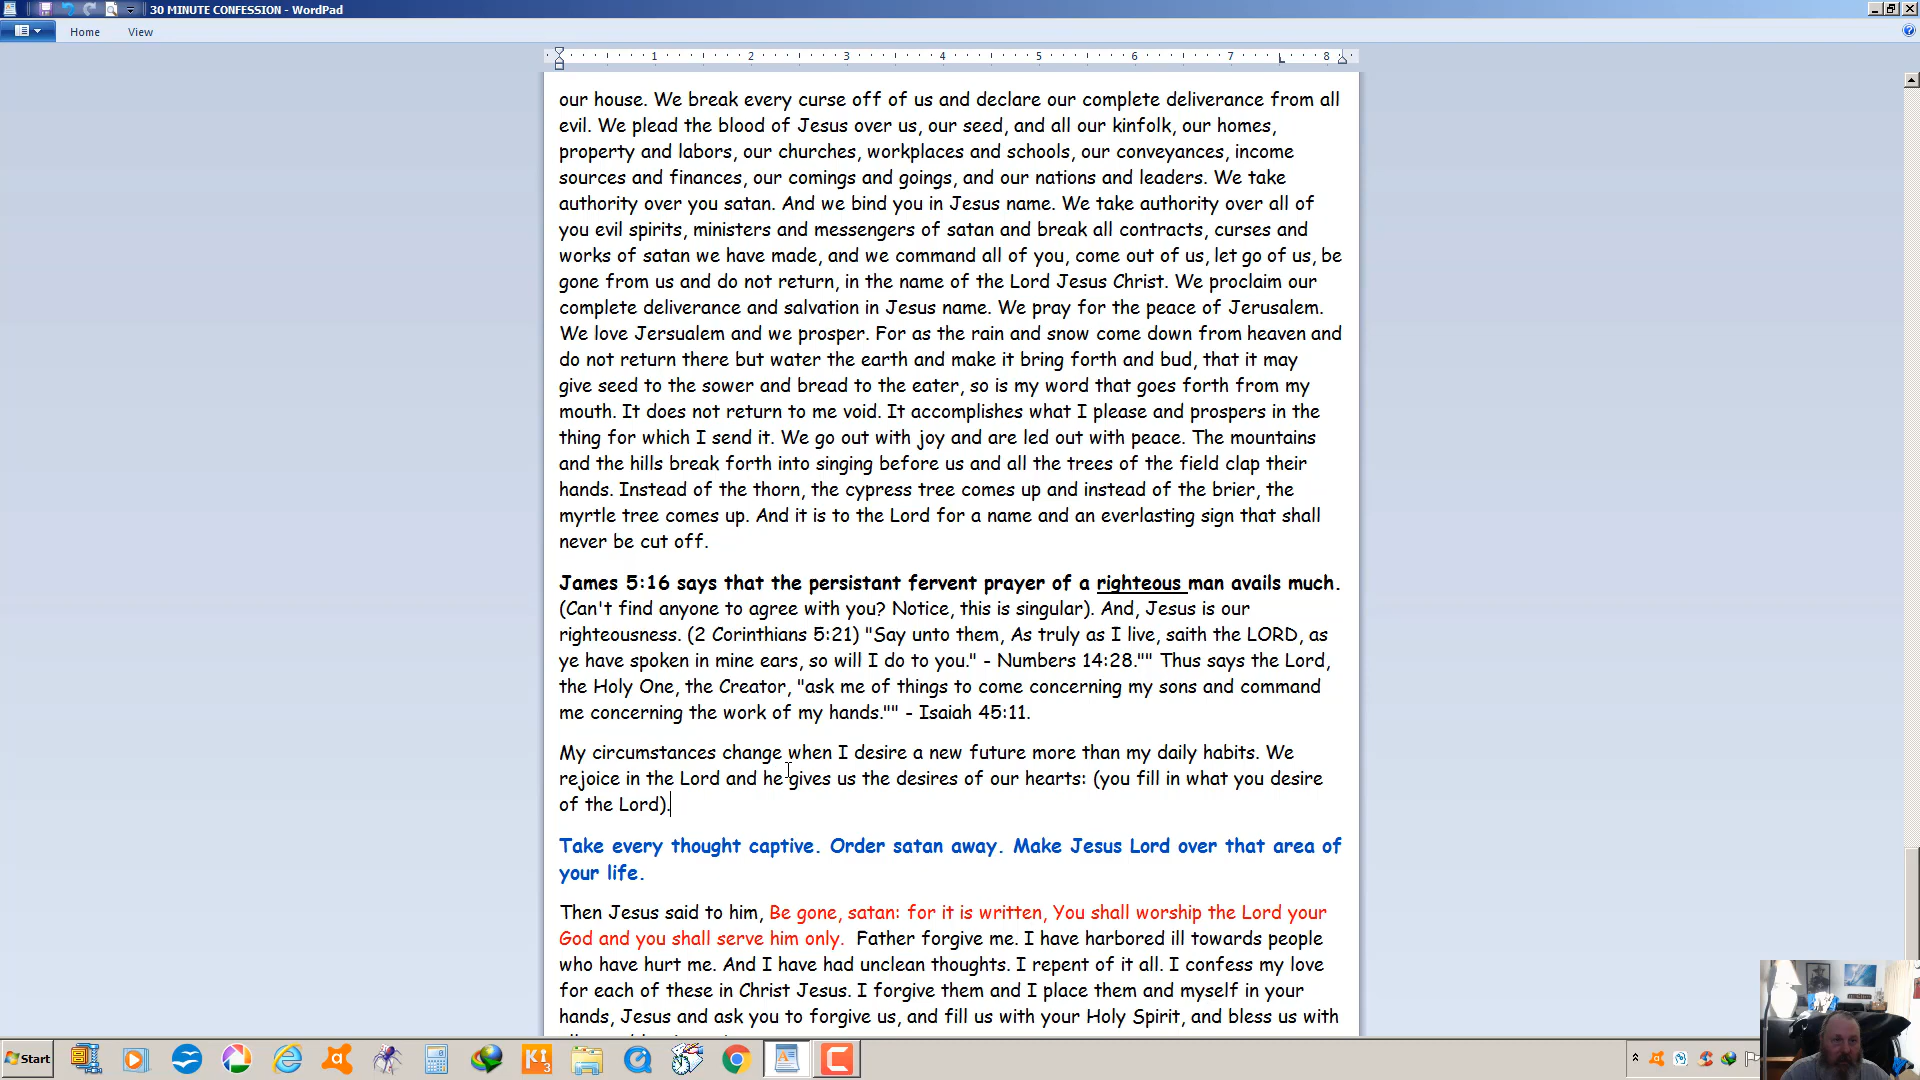 30 MINUTE CONFESSION - WordPad
Home View
1 2 3 4 5 6 7 8
our house. We break every curse off of us and declare our complete deliverance from all
evil. We plead the blood of Jesus over us, our seed, and all our kinfolk, our homes,
property and labors, our churches, workplaces and schools, our conveyances, income
sources and finances, our comings and goings, and our nations and leaders. We take
authority over you satan. And we bind you in Jesus name. We take authority over all of
you evil spirits, ministers and messengers of satan and break all contracts, curses and
works of satan we have made, and we command all of you, come out of us, let go of us, be
gone from us and do not return, in the name of the Lord Jesus Christ. We proclaim our
complete deliverance and salvation in Jesus name. We pray for the peace of Jerusalem.
We love Jersualem and we prosper. For as the rain and snow come down from heaven and
do not return there but water the earth and make it bring forth and bud, that it may
give seed to the sower and bread to the eater, so is my word that goes forth from my
mouth. It does not return to me void. It accomplishes what I please and prospers in the
thing for which I send it. We go out with joy and are led out with peace. The mountains
and the hills break forth into singing before us and all the trees of the field clap their
hands. Instead of the thorn, the cypress tree comes up and instead of the brier, the
myrtle tree comes up. And it is to the Lord for a name and an everlasting sign that shall
never be cut off.
James 5:16 says that the persistant fervent prayer of a righteous man avails much.
(Can't find anyone to agree with you? Notice, this is singular). And, Jesus is our
righteousness. (2 Corinthians 5:21) "Say unto them, As truly as I live, saith the LORD, as
ye have spoken in mine ears, so will I do to you." - Numbers 14:28."" Thus says the Lord,
the Holy One, the Creator, "ask me of things to come concerning my sons and command
me concerning the work of my hands."" - Isaiah 45:11.
My circumstances change when I desire a new future more than my daily habits. We
rejoice in the Lord and he gives us the desires of our hearts: (you fill in what you desire
of the Lord).
Take every thought captive. Order satan away. Make Jesus Lord over that area of
your life.
Then Jesus said to him, Be gone, satan: for it is written, You shall worship the Lord your
God and you shall serve him only. Father forgive me. I have harbored ill towards people
who have hurt me. And I have had unclean thoughts. I repent of it all. I confess my love
for each of these in Christ Jesus. I forgive them and I place them and myself in your
hands, Jesus and ask you to forgive us, and fill us with your Holy Spirit, and bless us with
Start